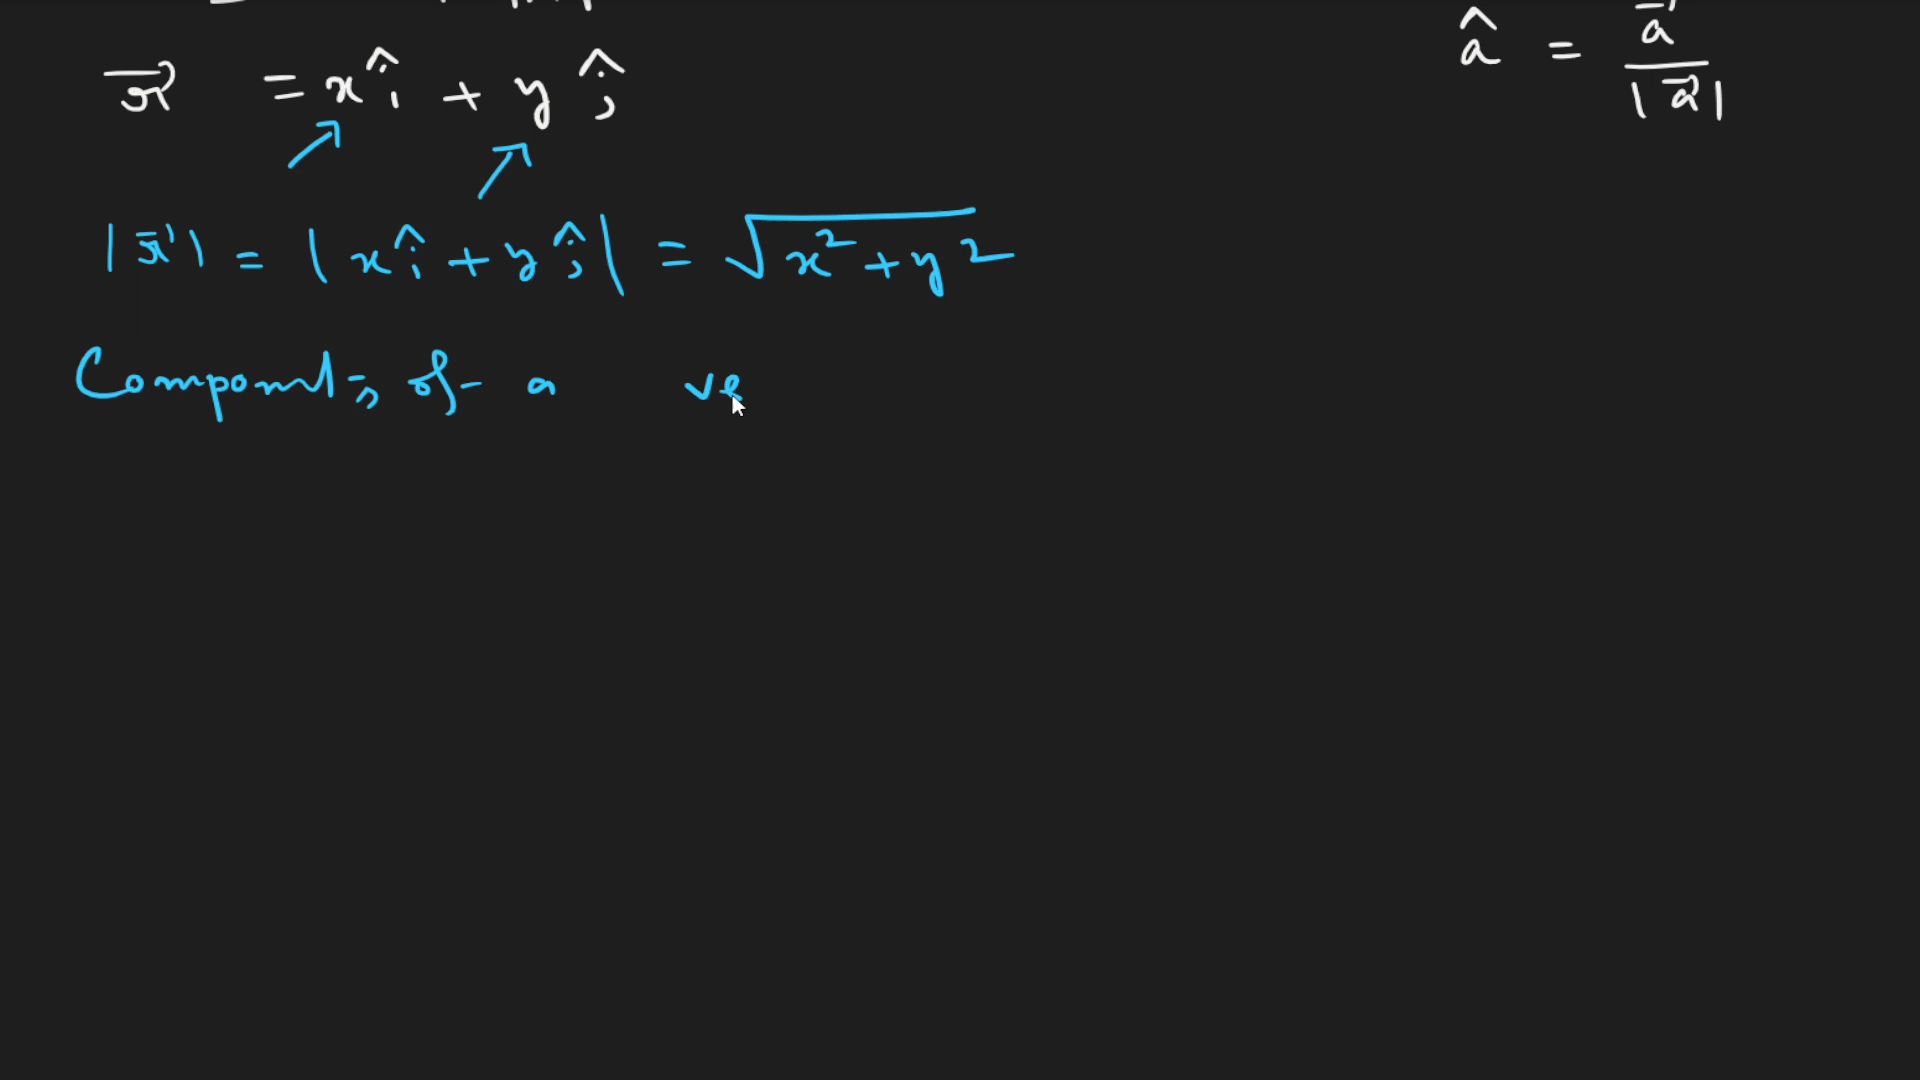 r⃗ = xî + yĵ
â = a⃗ / |a⃗|
|r⃗| = |xî + yĵ| = √(x² + y²)
Components of a ve